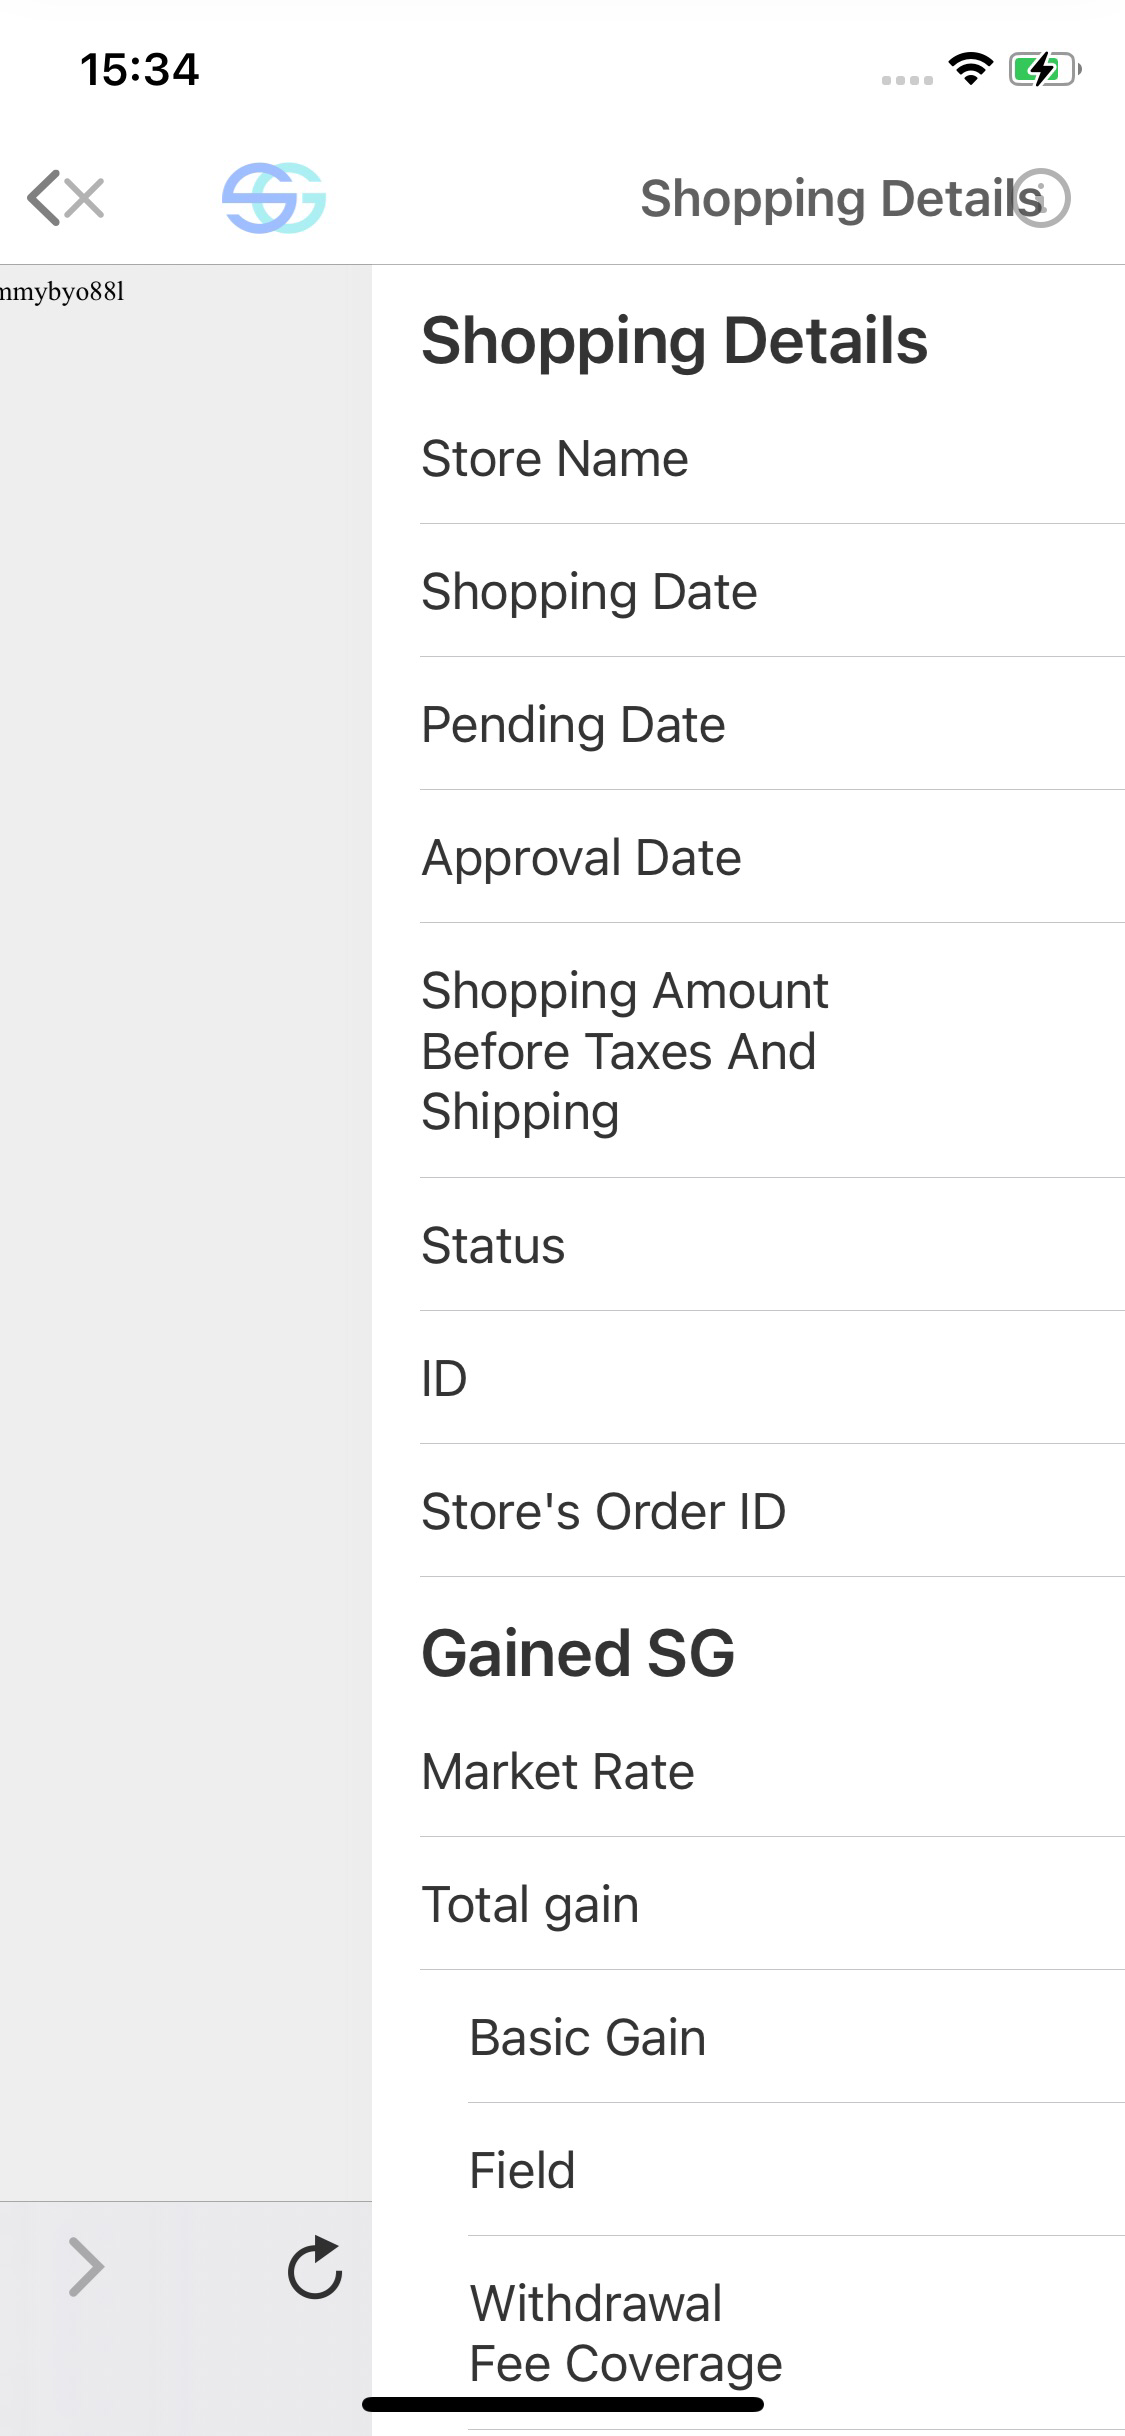 15:34
SG
Shopping Details
mmybyo88l
Shopping Details
Store Name
Shopping Date
Pending Date
Approval Date
Shopping Amount
Before Taxes And
Shipping
Status
ID
Store's Order ID
Gained SG
Market Rate
Total gain
Basic Gain
Field
Withdrawal
Fee Coverage